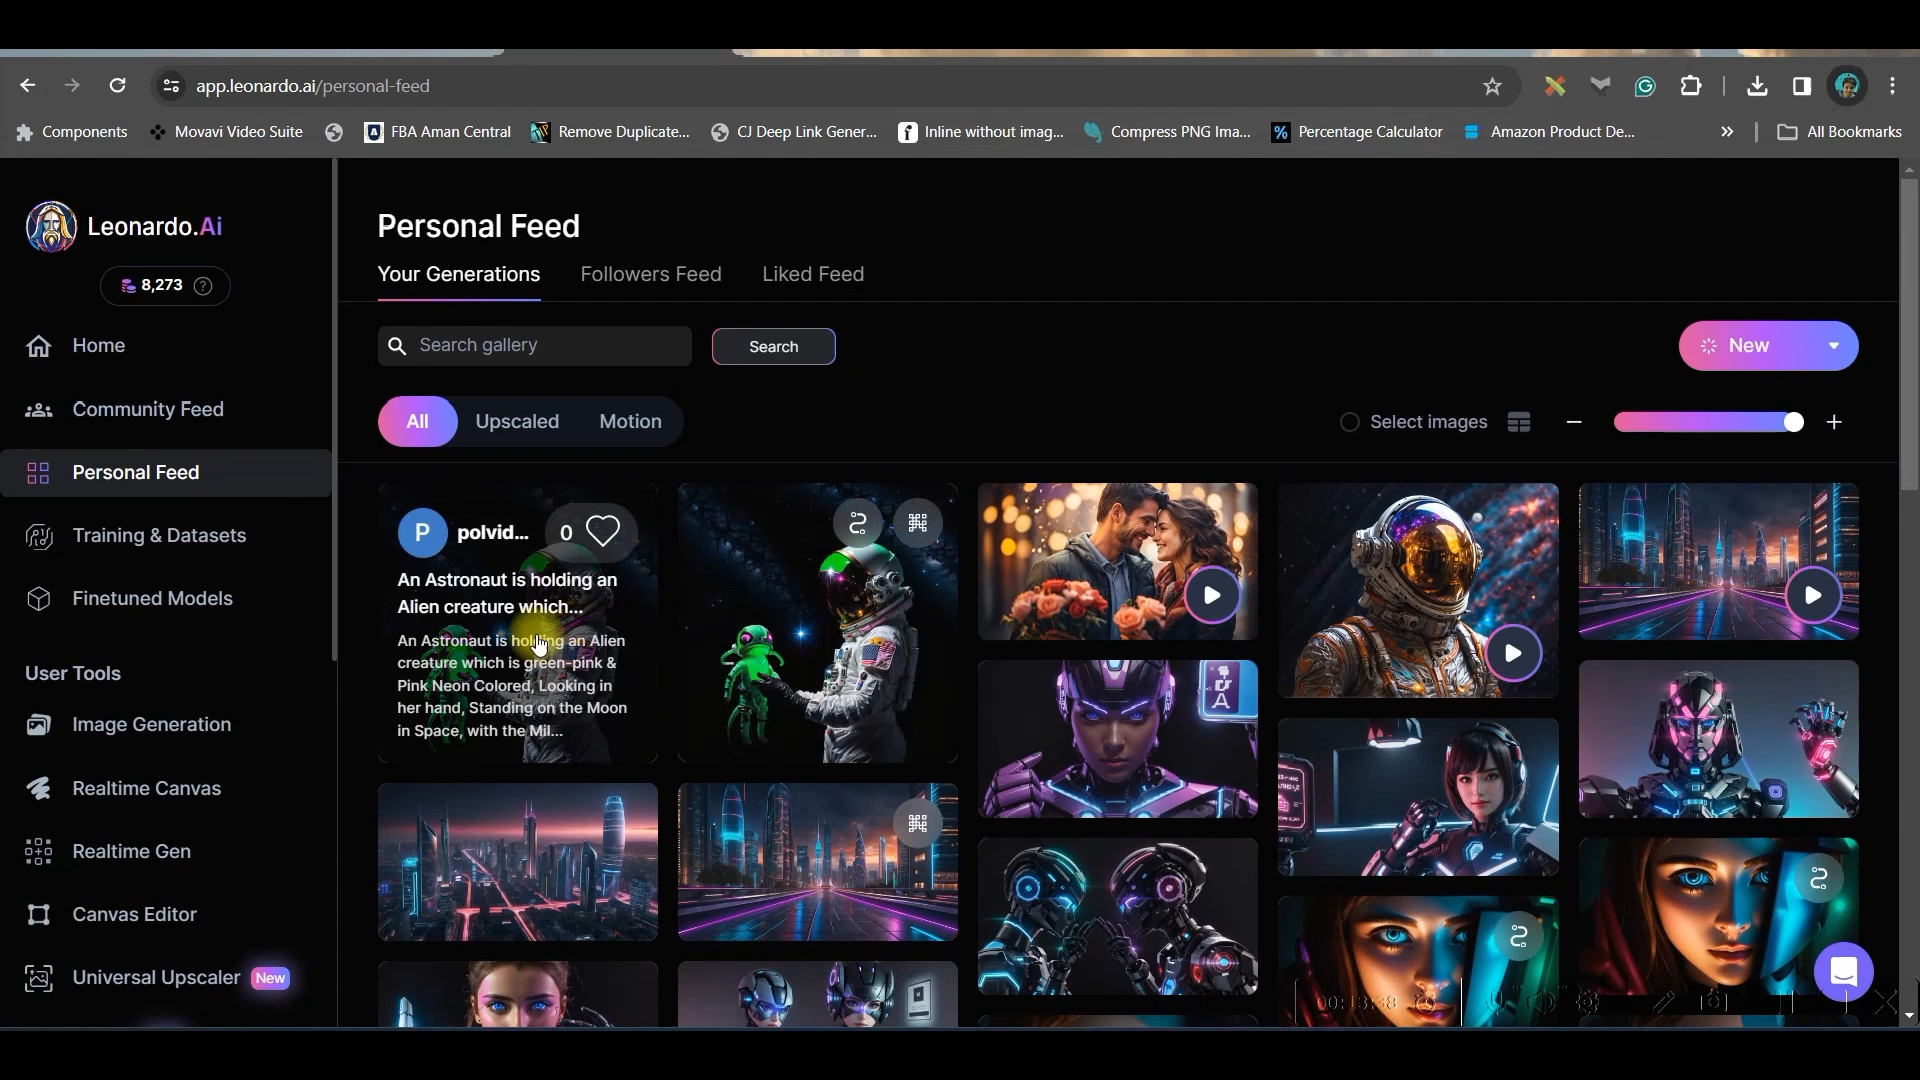 app.leonardo.ai/personal-feed
Components
Movavi Video Suite
FBA Aman Central
Remove Duplicate...
CJ Deep Link Gener...
Inline without imag...
Compress PNG Ima...
Percentage Calculator
Amazon Product De...
All Bookmarks
Leonardo.Ai
8,273
Home
Community Feed
Personal Feed
Training & Datasets
Finetuned Models
User Tools
Image Generation
Realtime Canvas
Realtime Gen
Canvas Editor
Universal Upscaler New
Personal Feed
Your Generations Followers Feed Liked Feed
Search gallery Search
New
All Upscaled Motion
Select images
P polvid... 0
An Astronaut is holding an
Alien creature which...
An Astronaut is holding an Alien
creature which is green-pink &
Pink Neon Colored, Looking in
her hand, Standing on the Moon
in Space, with the Mil...
00:13:38